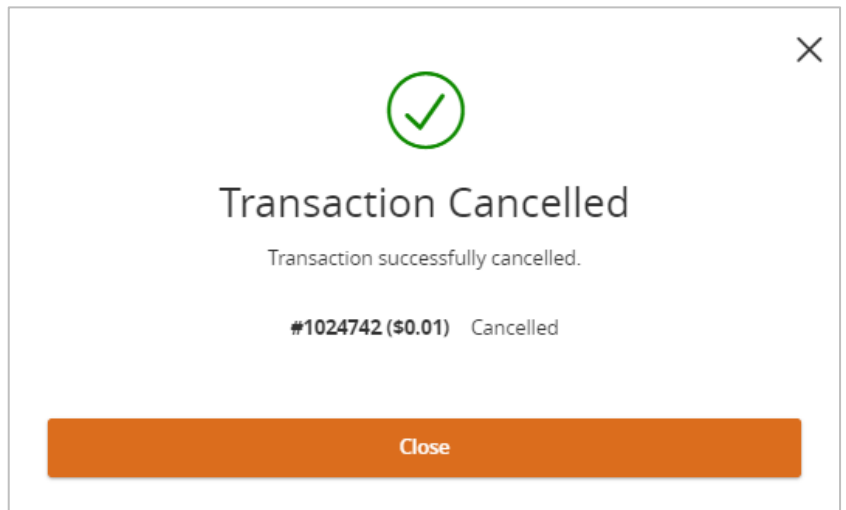 Transaction Cancelled
Transaction successfully cancelled.
#1024742 ($0.01) Cancelled
Close